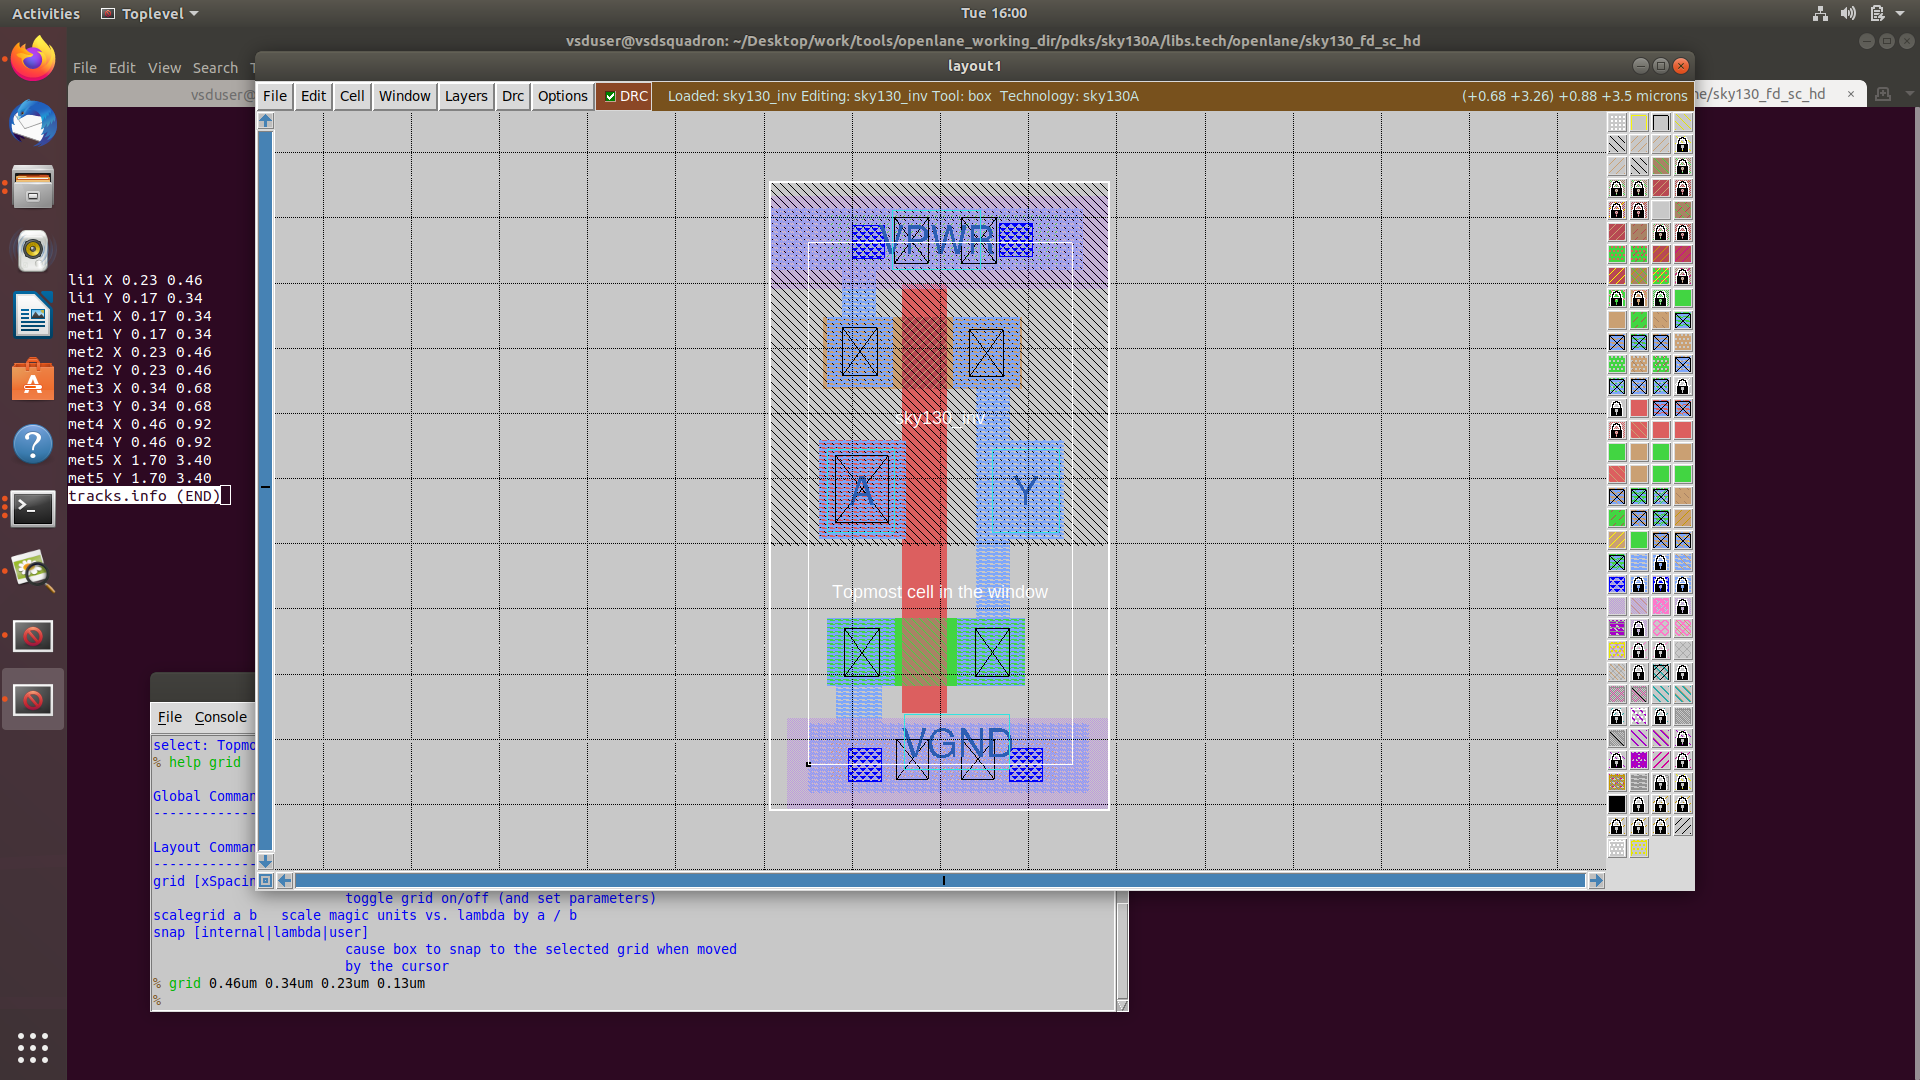 Activities Toplevel Tue 16:00
vsduser@vsdsquadron: ~/Desktop/work/tools/openlane_working_dir/pdks/sky130A/libs.tech/openlane/sky130_fd_sc_hd
layout1
File Edit View Search
vsduser@
ne/sky130_fd_sc_hd ×
File Edit Cell Window Layers Drc Options DRC Loaded: sky130_inv Editing: sky130_inv Tool: box Technology: sky130A (+0.68 +3.26) +0.88 +3.5 microns
VPWR
sky130_inv
A
Y
Topmost cell in the window
VGND
li1 X 0.23 0.46
li1 Y 0.17 0.34
met1 X 0.17 0.34
met1 Y 0.17 0.34
met2 X 0.23 0.46
met2 Y 0.23 0.46
met3 X 0.34 0.68
met3 Y 0.34 0.68
met4 X 0.46 0.92
met4 Y 0.46 0.92
met5 X 1.70 3.40
met5 Y 1.70 3.40
tracks.info (END)
File Console
select: Topmo
% help grid
Global Comman
-------------
Layout Comman
-------------
grid [xSpacin
toggle grid on/off (and set parameters)
scalegrid a b scale magic units vs. lambda by a / b
snap [internal|lambda|user]
cause box to snap to the selected grid when moved
by the cursor
% grid 0.46um 0.34um 0.23um 0.13um
%